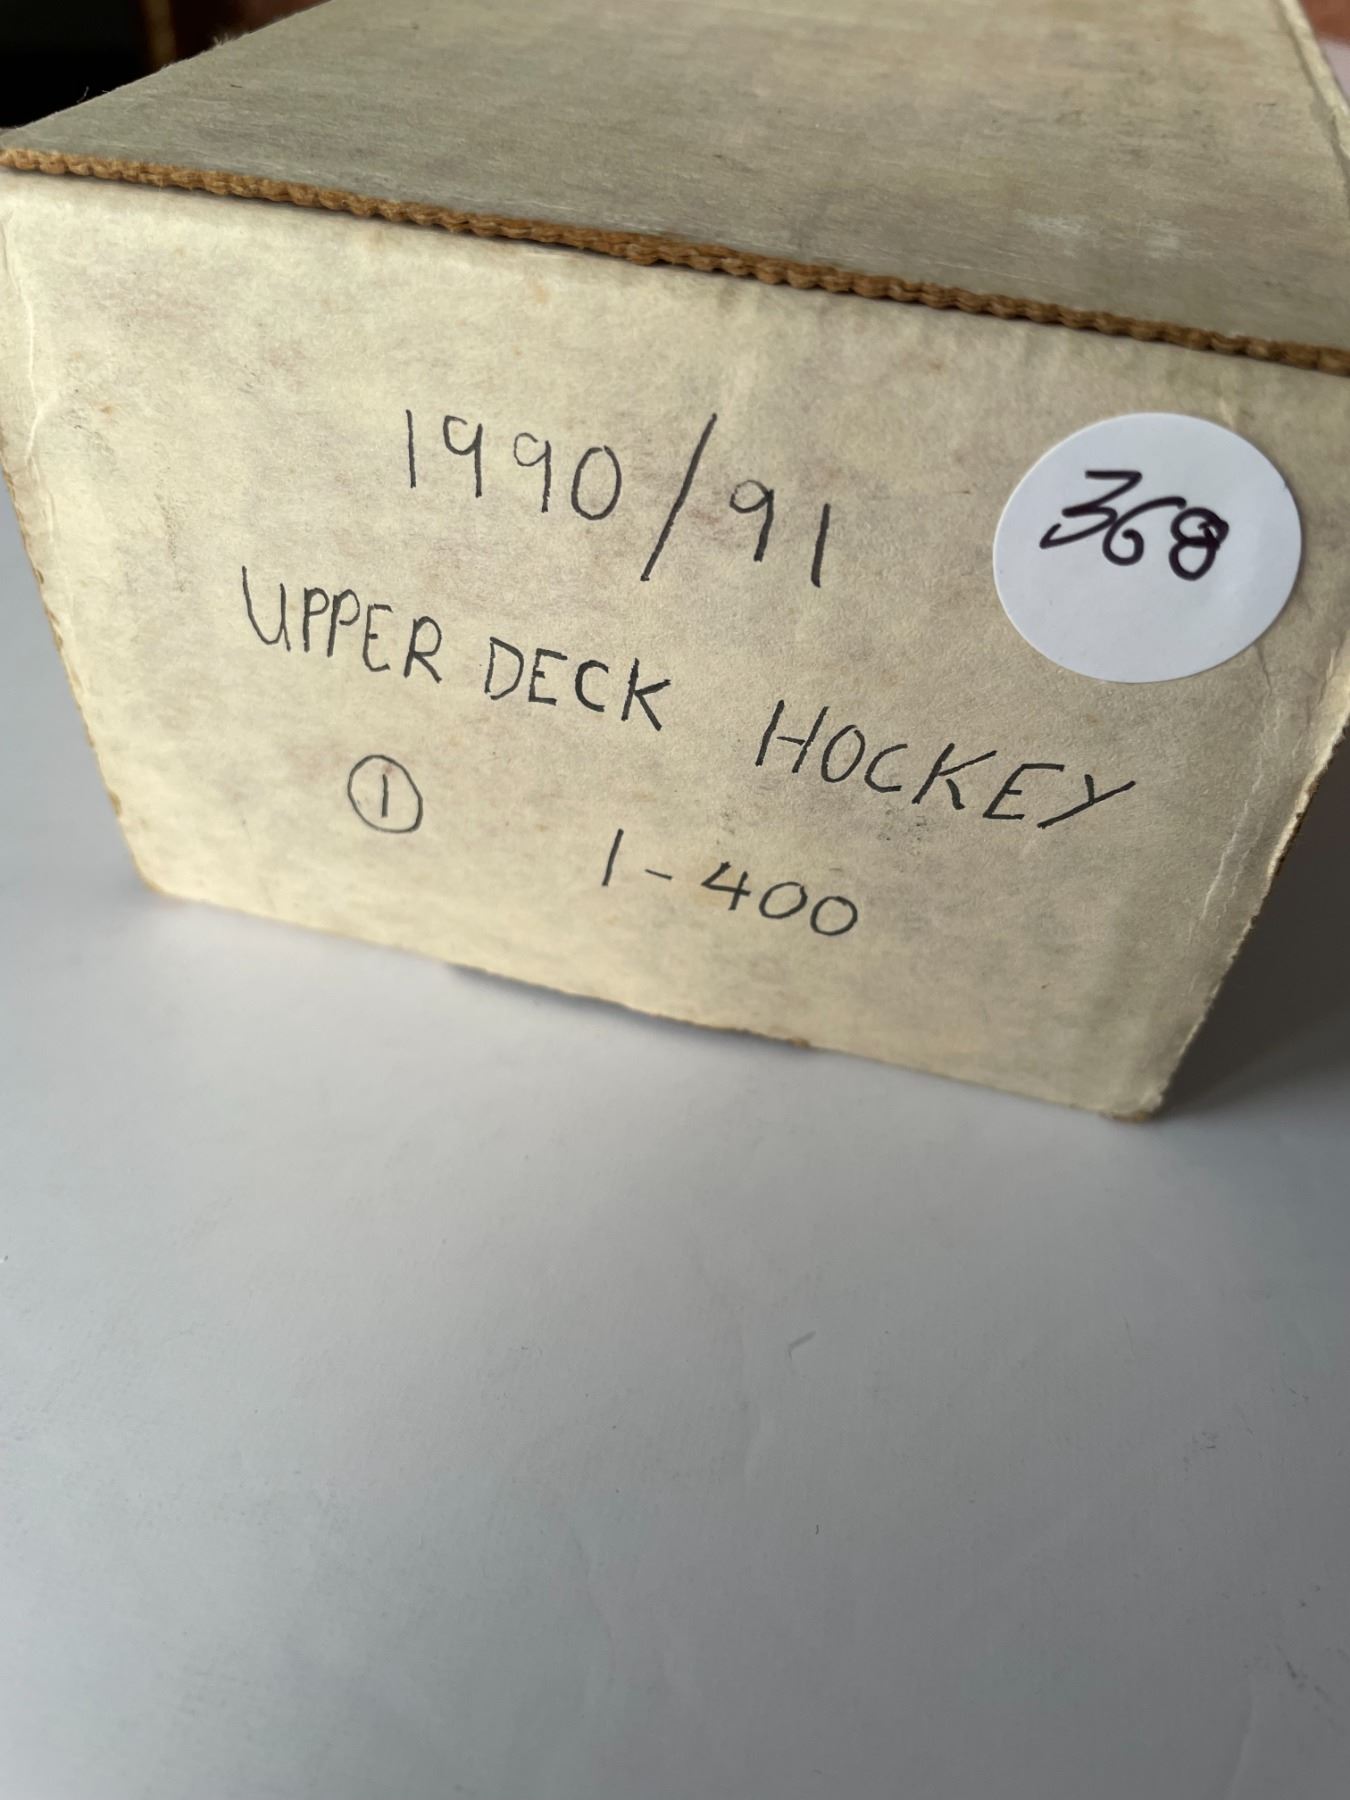 1990/91
368
UPPER DECK HOCKEY
① 1-400